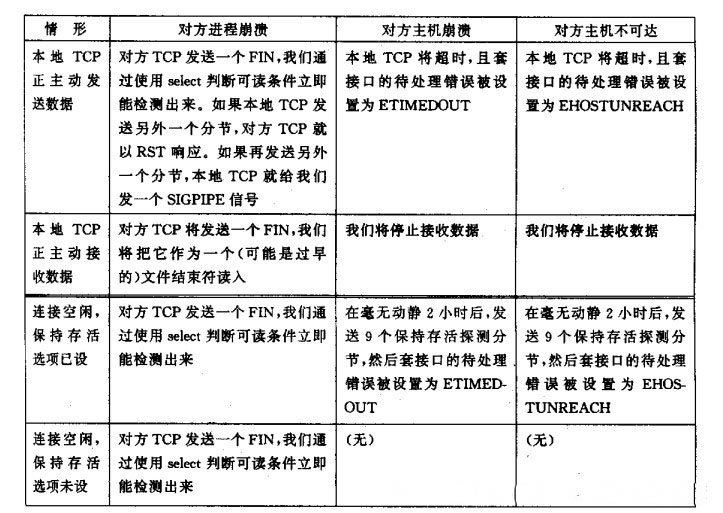 情 形
对方进程崩溃
对方主机崩溃
对方主机不可达
本地 TCP
正主动发
送数据
对方 TCP 发送一个 FIN,我们通
过使用 select 判断可读条件立即
能检测出来。如果本地 TCP 发
送另外一个分节,对方 TCP 就
以 RST 响应。如果再发送另外
一个分节,本地 TCP 就给我们
发一个 SIGPIPE 信号
本地 TCP 将超时,且套
接口的待处理错误被设
置为 ETIMEDOUT
本地 TCP 将超时,且套
接口的待处理错误被设
置为 EHOSTUNREACH
本地 TCP
正主动接
收数据
对方 TCP 将发送一个 FIN,我们
将把它作为一个(可能是过早
的)文件结束符读入
我们将停止接收数据
我们将停止接收数据
连接空闲,
保持存活
选项已设
对方 TCP 发送一个 FIN,我们通
过使用 select 判断可读条件立即
能检测出来
在毫无动静 2 小时后,发
送 9 个保持存活探测分
节,然后套接口的待处理
错误被设置为 ETIMED-
OUT
在毫无动静 2 小时后,发
送 9 个保持存活探测分
节,然后套接口的待处理
错误被设置为 EHOS-
TUNREACH
连接空闲,
保持存活
选项未设
对方 TCP 发送一个 FIN,我们通
过使用 select 判断可读条件立即
能检测出来
(无)
(无)